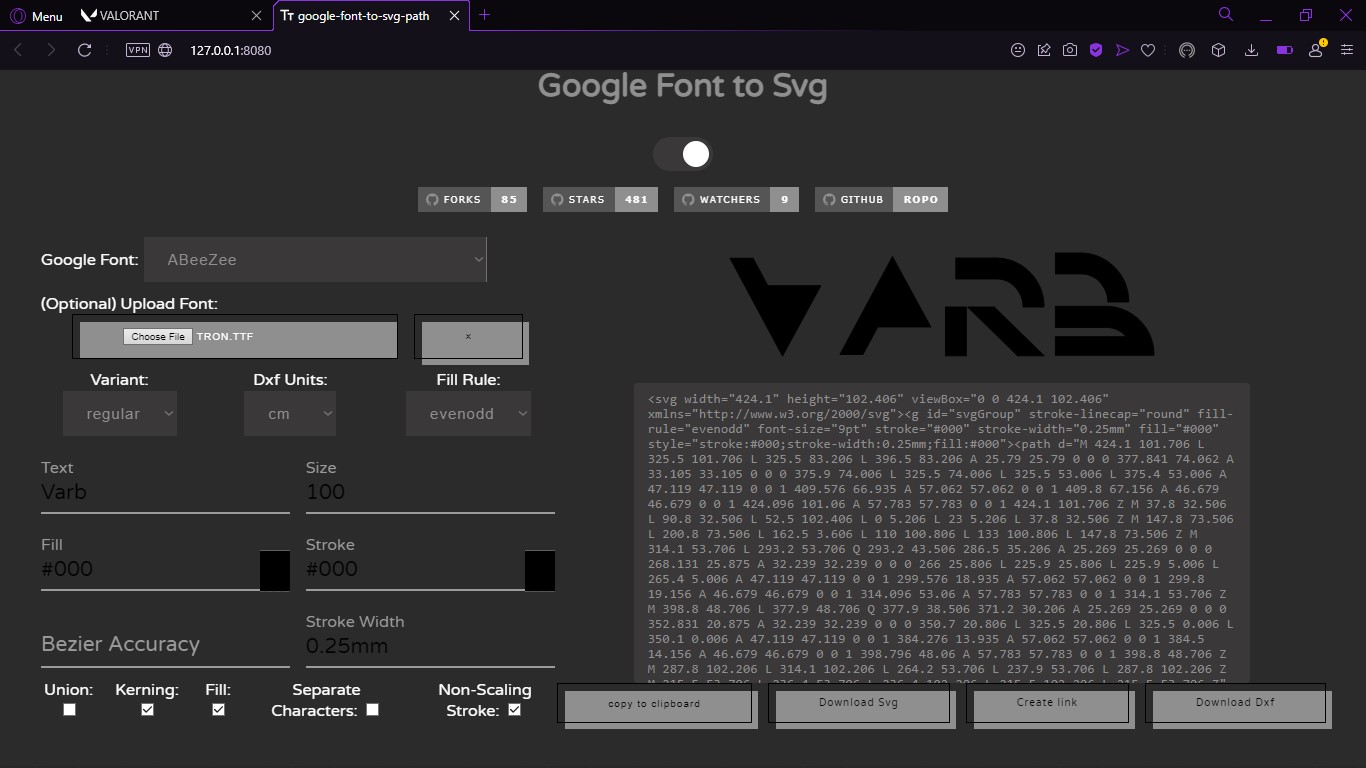 Menu
VALORANT
google-font-to-svg-path
VPN
127.0.0.1:8080
Google Font to Svg
FORKS 85
STARS 481
WATCHERS 9
GITHUB ROPO
Google Font: ABeeZee
(Optional) Upload Font:
Choose File TRON.TTF
×
Variant: Dxf Units: Fill Rule:
regular cm evenodd
Text
Varb
Size
100
Fill
#000
Stroke
#000
Bezier Accuracy
Stroke Width
0.25mm
Union: Kerning: Fill: Separate Characters: Non-Scaling Stroke:
VARB
<svg width="424.1" height="102.406" viewBox="0 0 424.1 102.406"
xmlns="http://www.w3.org/2000/svg"><g id="svgGroup" stroke-linecap="round" fill-
rule="evenodd" font-size="9pt" stroke="#000" stroke-width="0.25mm" fill="#000"
style="stroke:#000;stroke-width:0.25mm;fill:#000"><path d="M 424.1 101.706 L
325.5 101.706 L 325.5 83.206 L 396.5 83.206 A 25.79 25.79 0 0 0 377.841 74.062 A
33.105 33.105 0 0 0 375.9 74.006 L 325.5 74.006 L 325.5 53.006 L 375.4 53.006 A
47.119 47.119 0 0 1 409.576 66.935 A 57.062 57.062 0 0 1 409.8 67.156 A 46.679
46.679 0 0 1 424.096 101.06 A 57.783 57.783 0 0 1 424.1 101.706 Z M 37.8 32.506
L 90.8 32.506 L 52.5 102.406 L 0 5.206 L 23 5.206 L 37.8 32.506 Z M 147.8 73.506
L 200.8 73.506 L 162.5 3.606 L 110 100.806 L 133 100.806 L 147.8 73.506 Z M
314.1 53.706 L 293.2 53.706 Q 293.2 43.506 286.5 35.206 A 25.269 25.269 0 0 0
268.131 25.875 A 32.239 32.239 0 0 0 266 25.806 L 225.9 25.806 L 225.9 5.006 L
265.4 5.006 A 47.119 47.119 0 0 1 299.576 18.935 A 57.062 57.062 0 0 1 299.8
19.156 A 46.679 46.679 0 0 1 314.096 53.06 A 57.783 57.783 0 0 1 314.1 53.706 Z
M 398.8 48.706 L 377.9 48.706 Q 377.9 38.506 371.2 30.206 A 25.269 25.269 0 0 0
352.831 20.875 A 32.239 32.239 0 0 0 350.7 20.806 L 325.5 20.806 L 325.5 0.006 L
350.1 0.006 A 47.119 47.119 0 0 1 384.276 13.935 A 57.062 57.062 0 0 1 384.5
14.156 A 46.679 46.679 0 0 1 398.796 48.06 A 57.783 57.783 0 0 1 398.8 48.706 Z
M 287.8 102.206 L 314.1 102.206 L 264.2 53.706 L 237.9 53.706 L 287.8 102.206 Z
copy to clipboard
Download Svg
Create link
Download Dxf